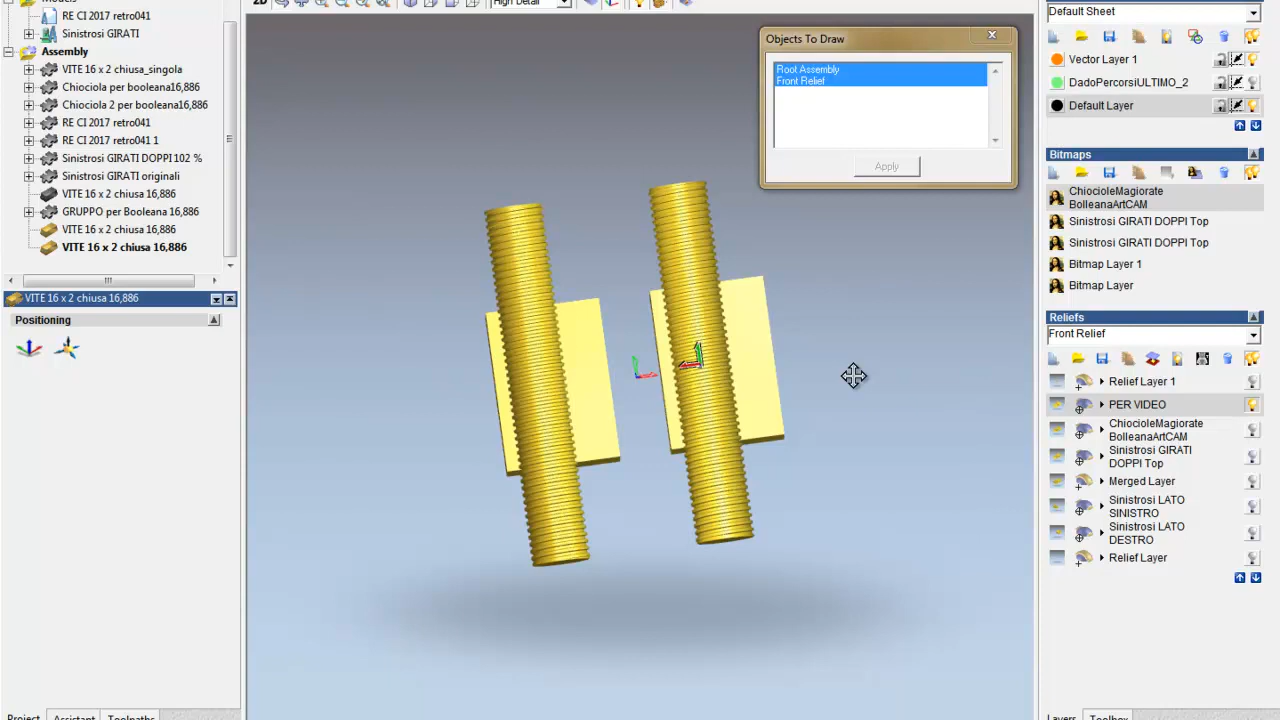 2D
High Detail
Models
RE CI 2017 retro041
Sinistrosi GIRATI
Assembly
VITE 16 x 2 chiusa_singola
Chiocciola per booleana16,886
Chiocciola 2 per booleana16,886
RE CI 2017 retro041
RE CI 2017 retro041 1
Sinistrosi GIRATI DOPPI 102 %
Sinistrosi GIRATI originali
VITE 16 x 2 chiusa 16,886
GRUPPO per Booleana 16,886
VITE 16 x 2 chiusa 16,886
VITE 16 x 2 chiusa 16,886
VITE 16 x 2 chiusa 16,886
Positioning
Project
Assistant
Toolpaths
Objects To Draw
Root Assembly
Front Relief
Apply
Default Sheet
Vector Layer 1
DadoPercorsiULTIMO_2
Default Layer
Bitmaps
ChiocioleMagiorate
BolleanaArtCAM
Sinistrosi GIRATI DOPPI Top
Sinistrosi GIRATI DOPPI Top
Bitmap Layer 1
Bitmap Layer
Reliefs
Front Relief
Relief Layer 1
PER VIDEO
ChiocioleMagiorate
BolleanaArtCAM
Sinistrosi GIRATI
DOPPI Top
Merged Layer
Sinistrosi LATO
SINISTRO
Sinistrosi LATO
DESTRO
Relief Layer
Layers
Toolbox